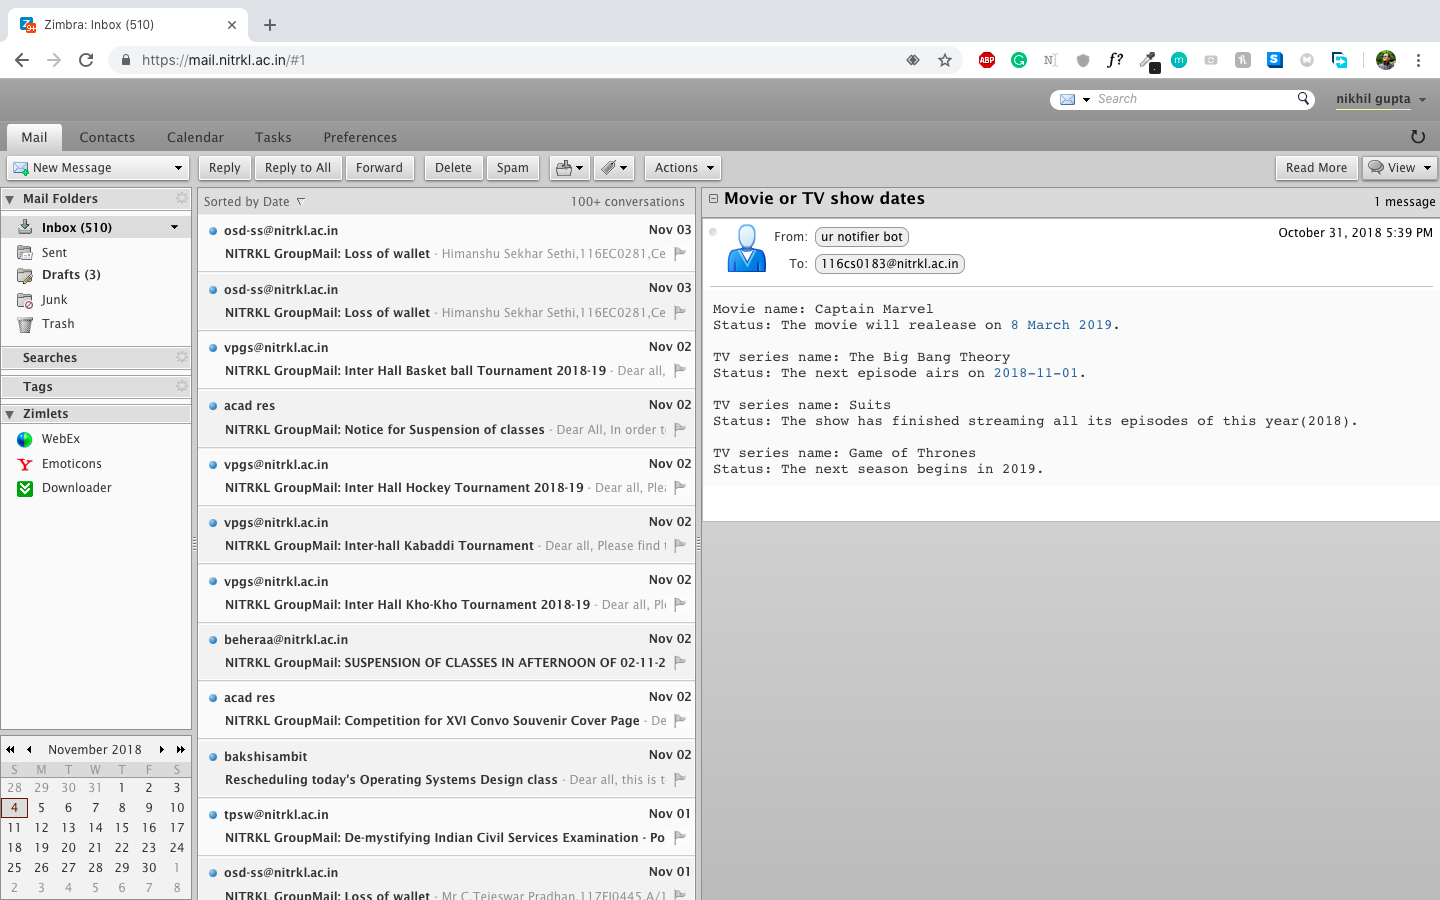 Zimbra: Inbox (510)
https://mail.nitrkl.ac.in/#1
ABP
f?
m
S
Search
nikhil gupta
Mail Contacts Calendar Tasks Preferences
New Message Reply Reply to All Forward Delete Spam Actions Read More View
Mail Folders
Inbox (510)
Sent
Drafts (3)
Junk
Trash
Searches
Tags
Zimlets
WebEx
Emoticons
Downloader
November 2018
S M T W T F S
28 29 30 31 1 2 3
4 5 6 7 8 9 10
11 12 13 14 15 16 17
18 19 20 21 22 23 24
25 26 27 28 29 30 1
2 3 4 5 6 7 8
Sorted by Date 100+ conversations
osd-ss@nitrkl.ac.in Nov 03
NITRKL GroupMail: Loss of wallet - Himanshu Sekhar Sethi,116EC0281,Ce
osd-ss@nitrkl.ac.in Nov 03
NITRKL GroupMail: Loss of wallet - Himanshu Sekhar Sethi,116EC0281,Ce
vpgs@nitrkl.ac.in Nov 02
NITRKL GroupMail: Inter Hall Basket ball Tournament 2018-19 - Dear all,
acad res Nov 02
NITRKL GroupMail: Notice for Suspension of classes - Dear All, In order t
vpgs@nitrkl.ac.in Nov 02
NITRKL GroupMail: Inter Hall Hockey Tournament 2018-19 - Dear all, Plea
vpgs@nitrkl.ac.in Nov 02
NITRKL GroupMail: Inter-hall Kabaddi Tournament - Dear all, Please find t
vpgs@nitrkl.ac.in Nov 02
NITRKL GroupMail: Inter Hall Kho-Kho Tournament 2018-19 - Dear all, Ple
beheraa@nitrkl.ac.in Nov 02
NITRKL GroupMail: SUSPENSION OF CLASSES IN AFTERNOON OF 02-11-2
acad res Nov 02
NITRKL GroupMail: Competition for XVI Convo Souvenir Cover Page - De
bakshisambit Nov 02
Rescheduling today's Operating Systems Design class - Dear all, this is t
tpsw@nitrkl.ac.in Nov 01
NITRKL GroupMail: De-mystifying Indian Civil Services Examination - Po
osd-ss@nitrkl.ac.in Nov 01
NITRKL GroupMail: Loss of wallet - Mr C.Tejeswar Pradhan,117FI0445,A/1
Movie or TV show dates 1 message
October 31, 2018 5:39 PM
From: ur notifier bot
To: 116cs0183@nitrkl.ac.in
Movie name: Captain Marvel
Status: The movie will realease on 8 March 2019.
TV series name: The Big Bang Theory
Status: The next episode airs on 2018-11-01.
TV series name: Suits
Status: The show has finished streaming all its episodes of this year(2018).
TV series name: Game of Thrones
Status: The next season begins in 2019.